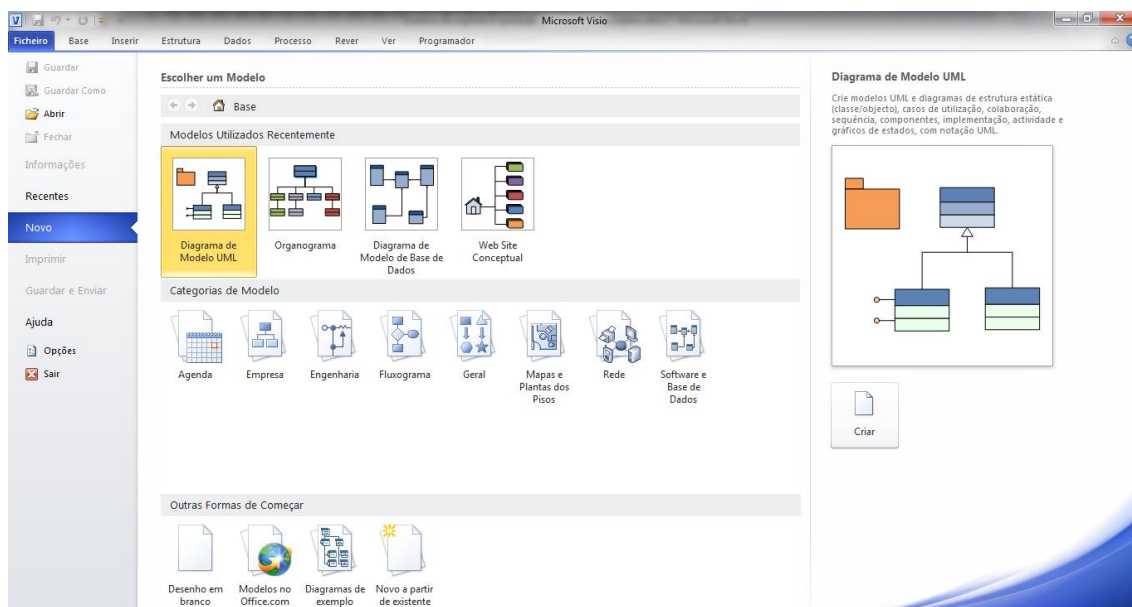 Microsoft Visio
Ficheiro Base Inserir Estrutura Dados Processo Rever Ver Programador
Guardar
Guardar Como
Abrir
Fechar
Informações
Recentes
Novo
Imprimir
Guardar e Enviar
Ajuda
Opções
Sair
Escolher um Modelo
Base
Modelos Utilizados Recentemente
Diagrama de
Modelo UML
Organograma
Diagrama de
Modelo de Base de
Dados
Web Site
Conceptual
Categorias de Modelo
Agenda
Empresa
Engenharia
Fluxograma
Geral
Mapas e
Plantas dos
Pisos
Rede
Software e
Base de
Dados
Outras Formas de Começar
Desenho em
branco
Modelos no
Office.com
Diagramas de
exemplo
Novo a partir
de existente
Diagrama de Modelo UML
Crie modelos UML e diagramas de estrutura estática
(classe/objecto), casos de utilização, colaboração,
sequência, componentes, implementação, actividade e
gráficos de estados, com notação UML.
Criar